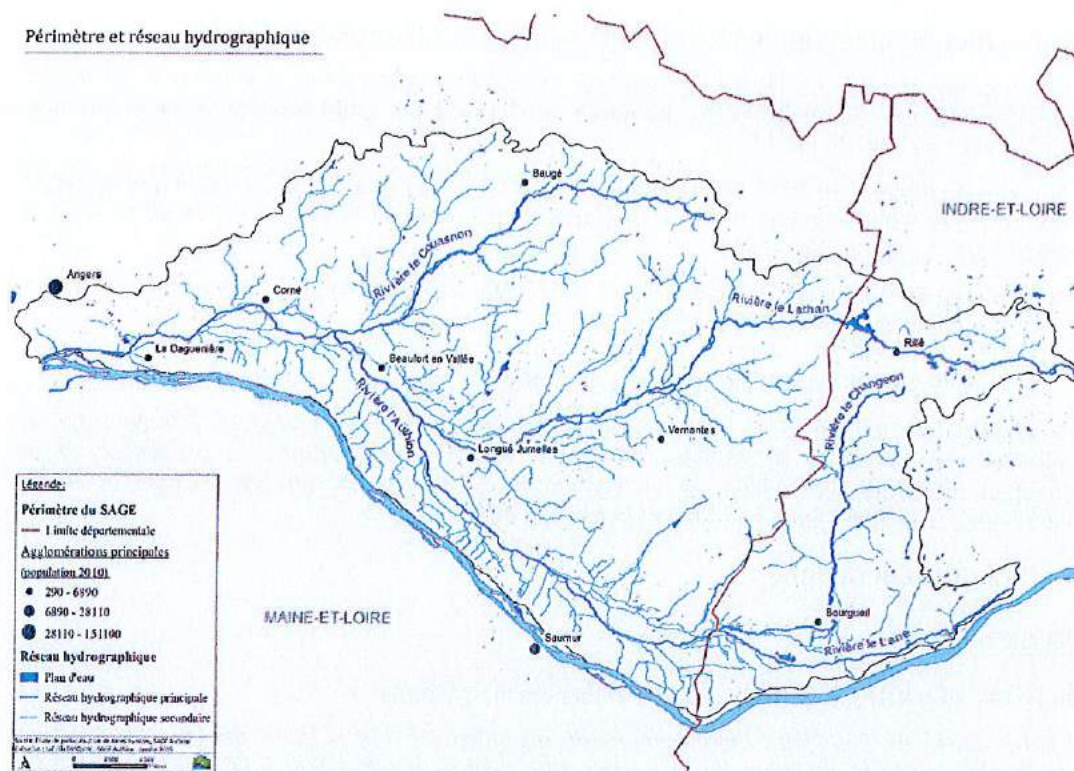 Périmètre et réseau hydrographique
INDRE-ET-LOIRE
Baugé
Rivière le Couasnon
Angers
Corné
Rivière le Lathan
La Daguenière
Rillé
Beaufort en Vallée
Rivière le Changeon
Rivière l'Authion
Vernantes
Longué Jumelles
MAINE-ET-LOIRE
Bourgueil
Rivière le Lane
Saumur
Légende:
Périmètre du SAGE
Limite départementale
Agglomérations principales
(population 2010)
290 - 6890
6890 - 28110
28110 - 151100
Réseau hydrographique
Plan d'eau
Réseau hydrographique principale
Réseau hydrographique secondaire